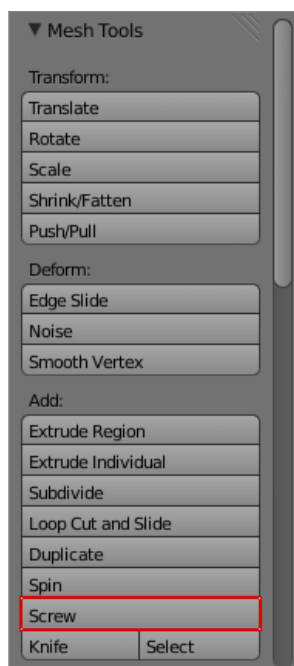 Mesh Tools
Transform:
Translate
Rotate
Scale
Shrink/Fatten
Push/Pull
Deform:
Edge Slide
Noise
Smooth Vertex
Add:
Extrude Region
Extrude Individual
Subdivide
Loop Cut and Slide
Duplicate
Spin
Screw
Knife Select